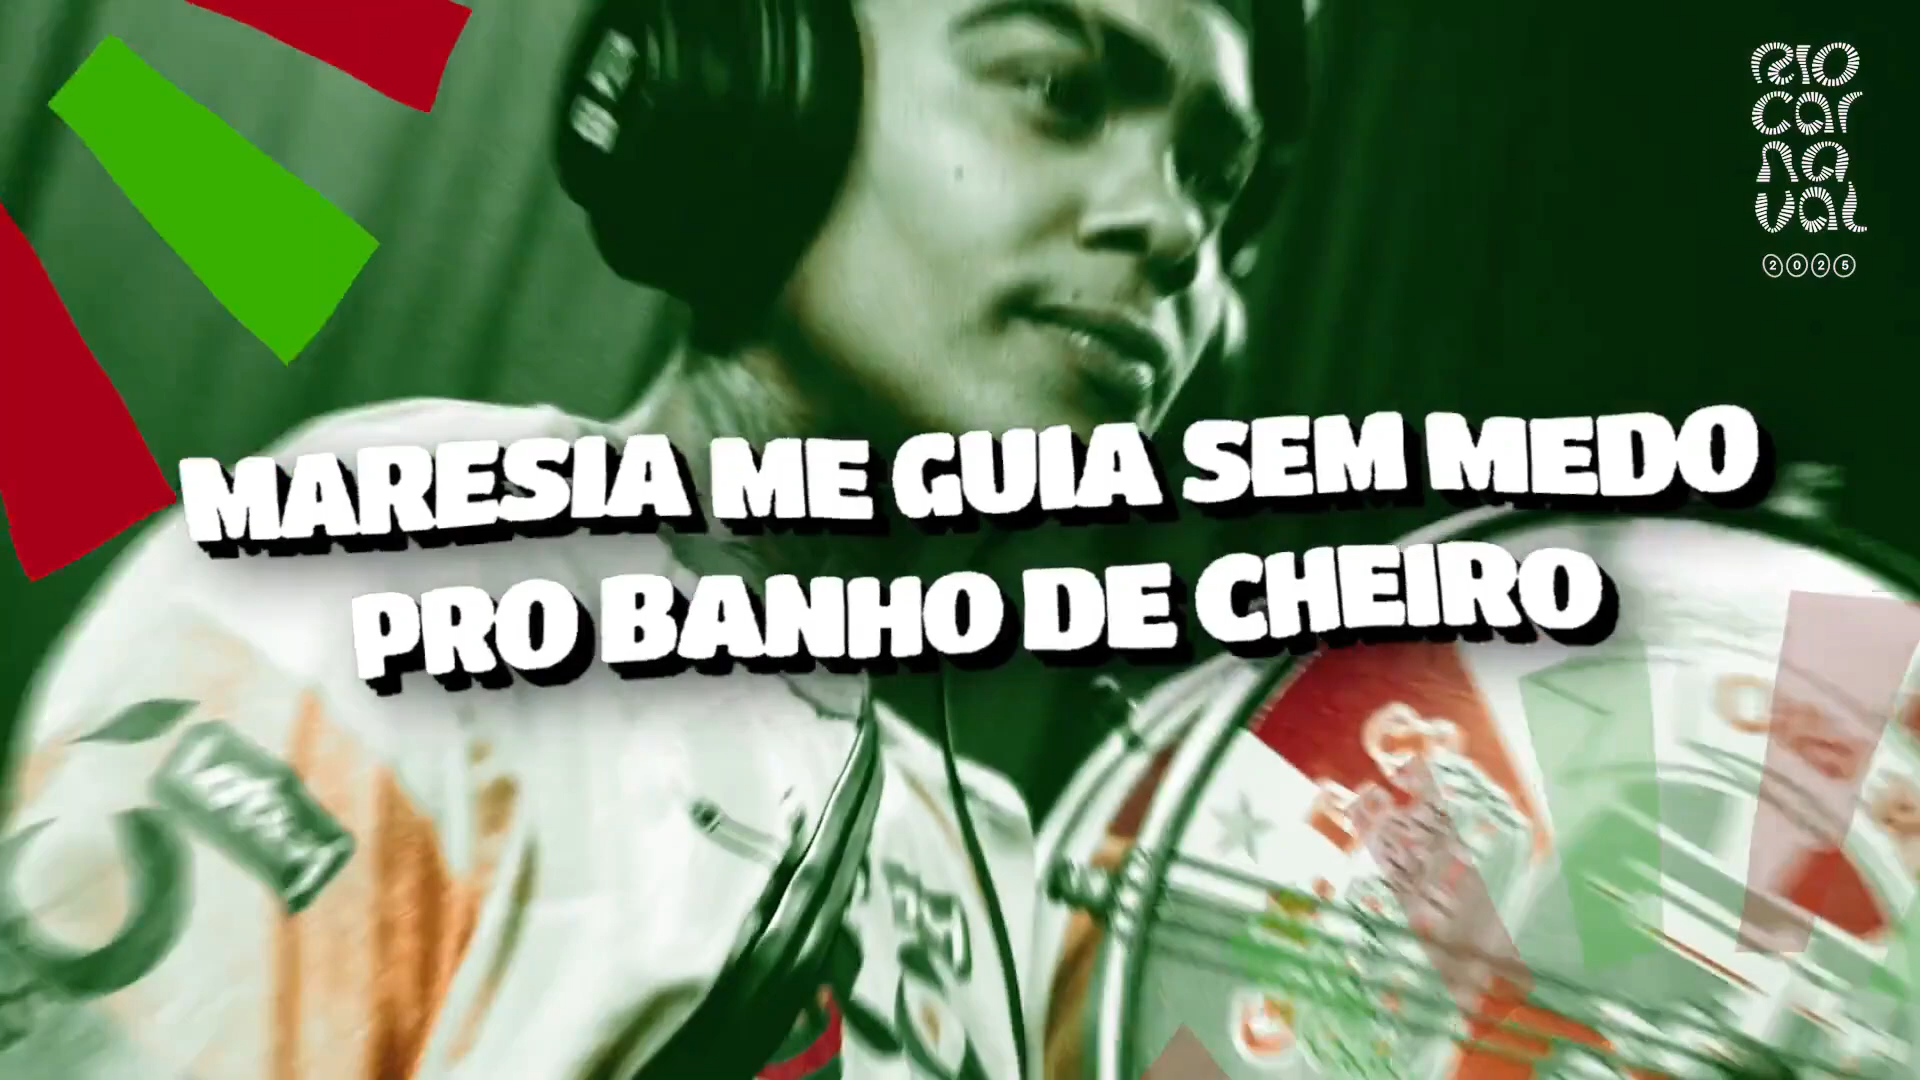 RIO
CAR
NA
VAL
2025
MARESIA ME GUIA SEM MEDO
PRO BANHO DE CHEIRO